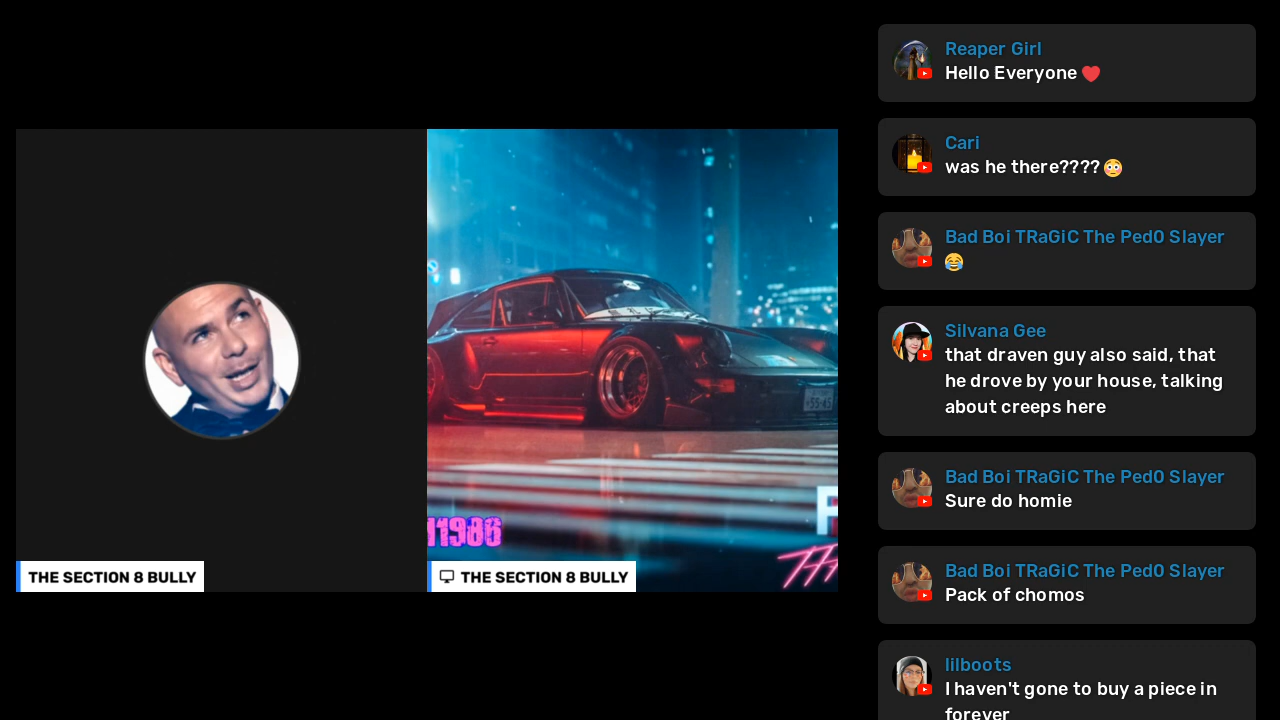 Reaper Girl
Hello Everyone ❤️
Cari
was he there???? 😳
Bad Boi TRaGiC The Ped0 Slayer
😂
Silvana Gee
that draven guy also said, that
he drove by your house, talking
about creeps here
Bad Boi TRaGiC The Ped0 Slayer
Sure do homie
Bad Boi TRaGiC The Ped0 Slayer
Pack of chomos
lilboots
I haven't gone to buy a piece in
forever
1986
THE SECTION 8 BULLY
THE SECTION 8 BULLY